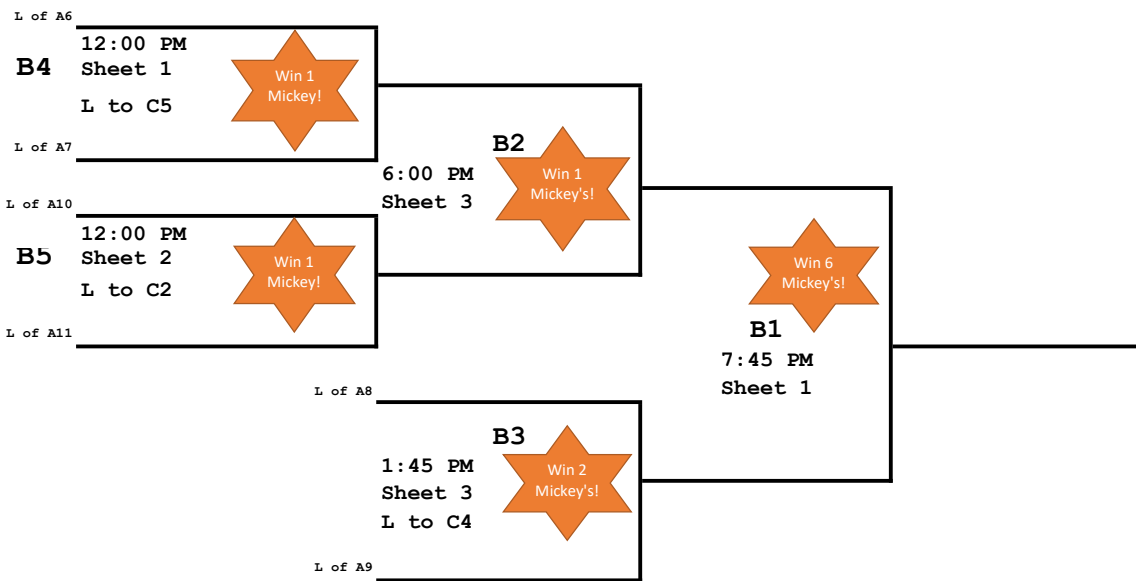 L of A6
B4
12:00 PM
Sheet 1
L to C5
Win 1
Mickey!
L of A7
B2
6:00 PM
Sheet 3
Win 1
Mickey's!
L of A10
B5
12:00 PM
Sheet 2
L to C2
Win 1
Mickey!
L of A11
Win 6
Mickey's!
B1
7:45 PM
Sheet 1
L of A8
B3
1:45 PM
Sheet 3
L to C4
Win 2
Mickey's!
L of A9